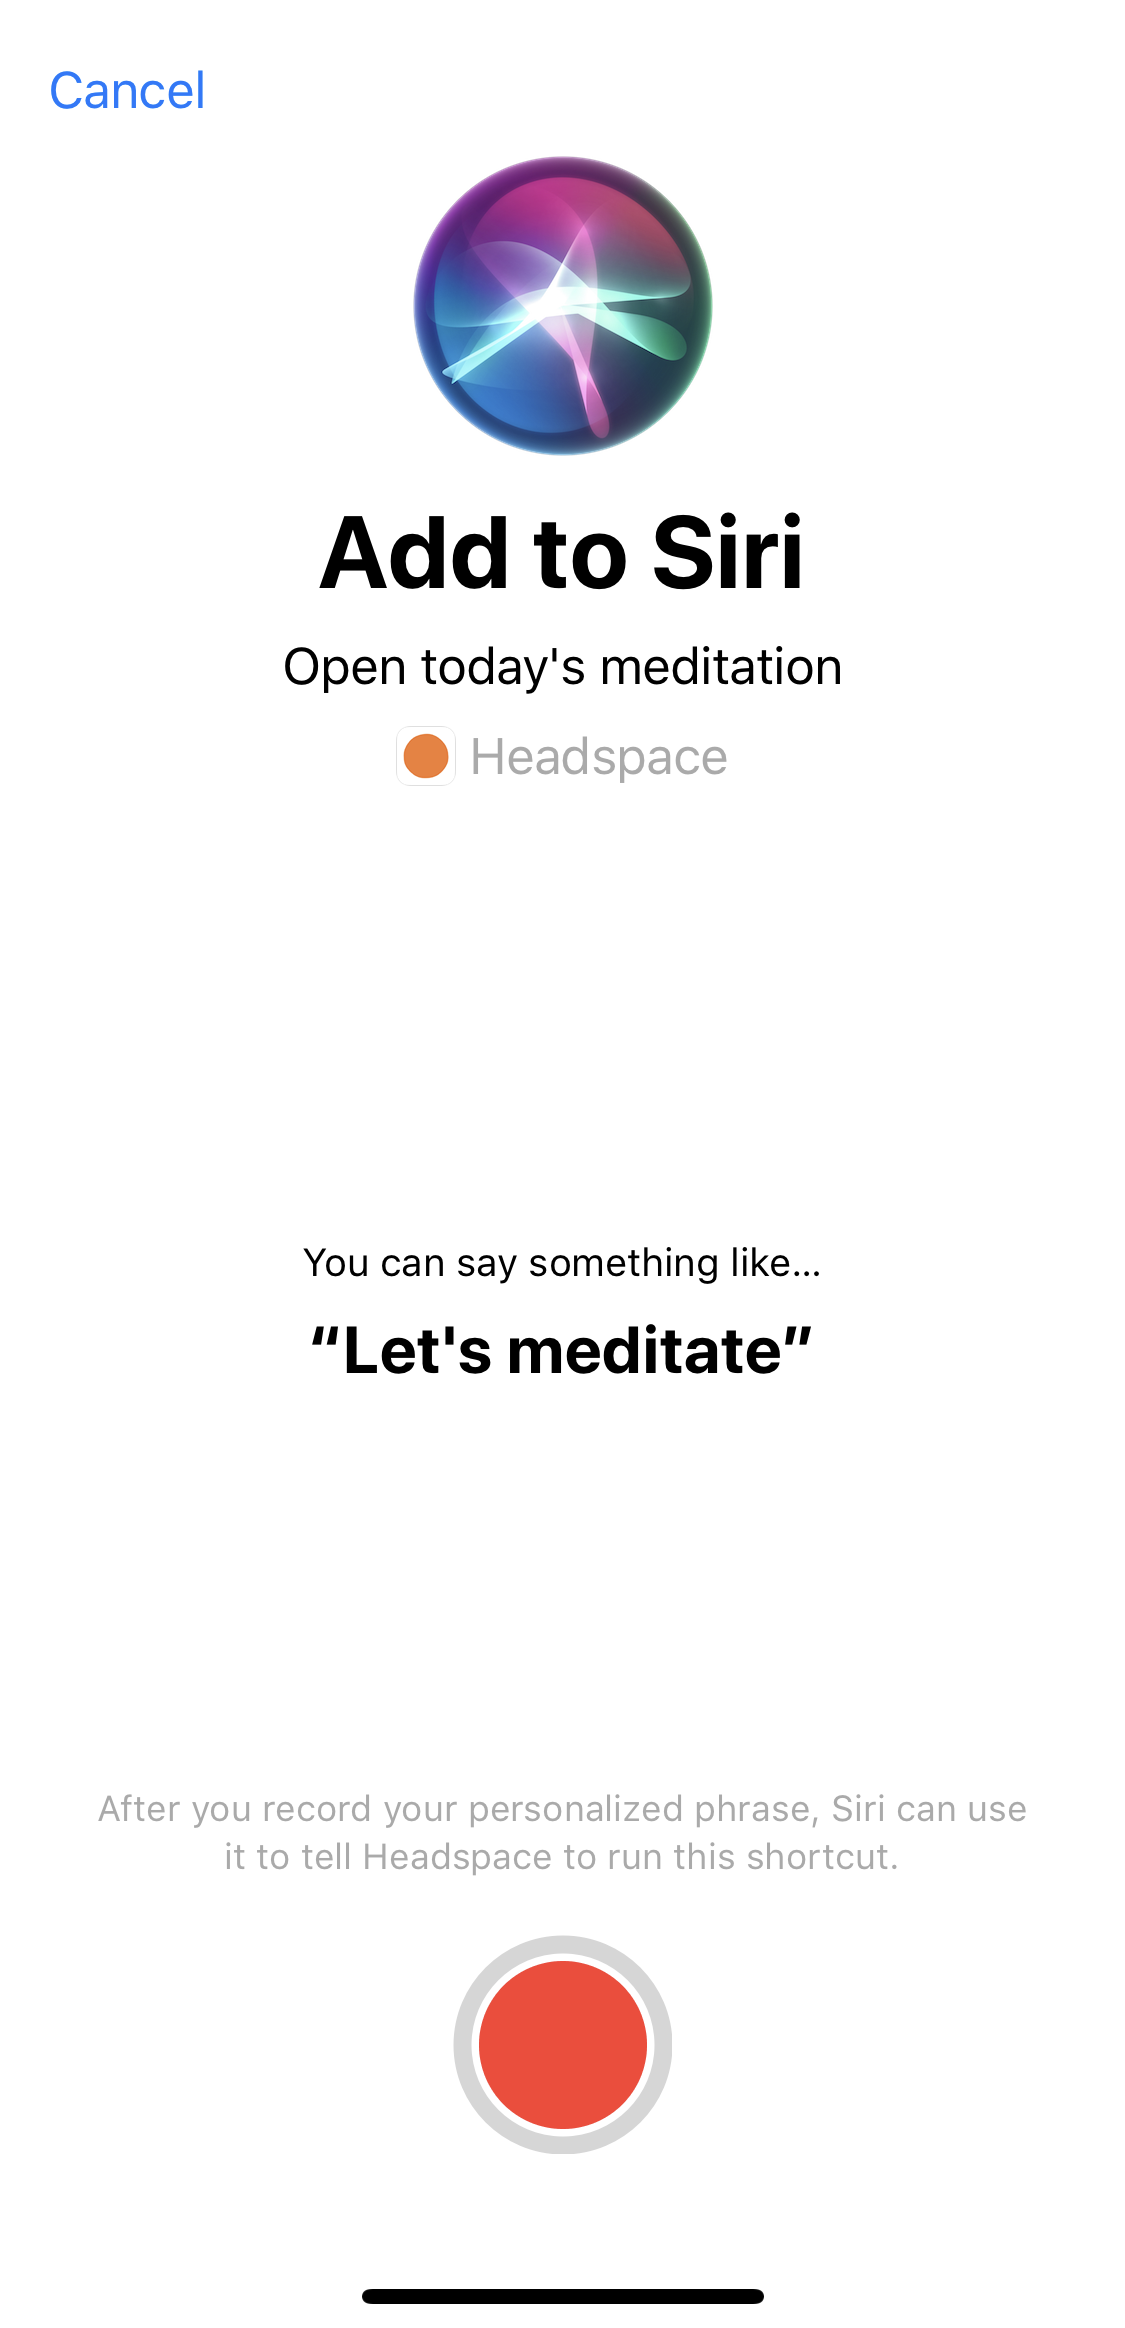 Cancel
Add to Siri
Open today's meditation
Headspace
You can say something like...
“Let's meditate”
After you record your personalized phrase, Siri can use
it to tell Headspace to run this shortcut.